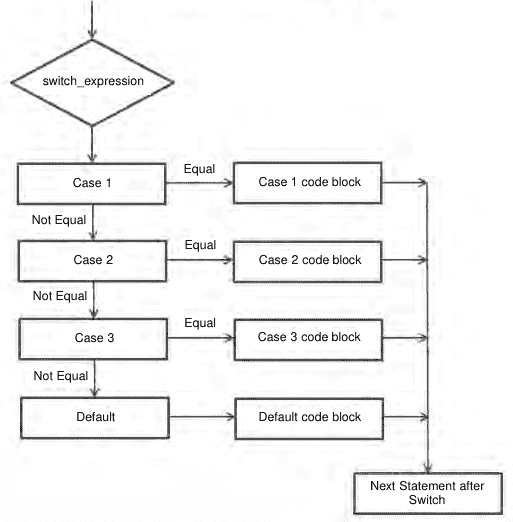 switch_expression
Case 1
Equal
Case 1 code block
Not Equal
Case 2
Equal
Case 2 code block
Not Equal
Case 3
Equal
Case 3 code block
Not Equal
Default
Default code block
Next Statement after
Switch